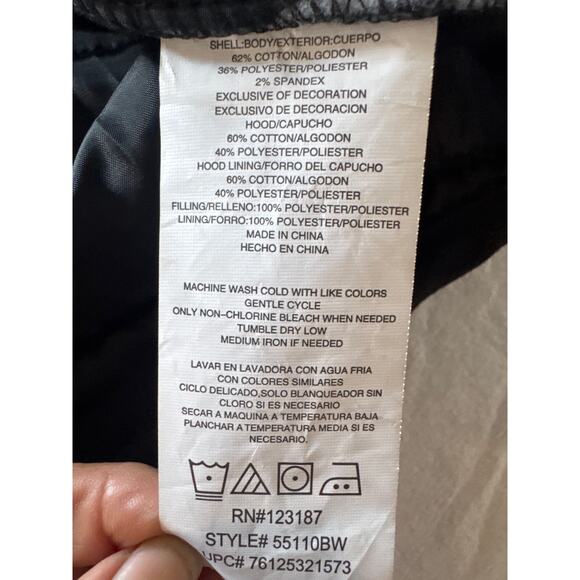 SHELL:BODY/EXTERIOR:CUERPO
62% COTTON/ALGODON
36% POLYESTER/POLIESTER
2% SPANDEX
EXCLUSIVE OF DECORATION
EXCLUSIVO DE DECORACION
HOOD/CAPUCHO
60% COTTON/ALGODON
40% POLYESTER/POLIESTER
HOOD LINING/FORRO DEL CAPUCHO
60% COTTON/ALGODON
40% POLYESTER/POLIESTER
FILLING/RELLENO:100% POLYESTER/POLIESTER
LINING/FORRO:100% POLYESTER/POLIESTER
MADE IN CHINA
HECHO EN CHINA
MACHINE WASH COLD WITH LIKE COLORS
GENTLE CYCLE
ONLY NON-CHLORINE BLEACH WHEN NEEDED
TUMBLE DRY LOW
MEDIUM IRON IF NEEDED
LAVAR EN LAVADORA CON AGUA FRIA
CON COLORES SIMILARES
CICLO DELICADO,SOLO BLANQUEADOR SIN
CLORO SI ES NECESARIO
SECAR A MAQUINA A TEMPERATURA BAJA
PLANCHAR A TEMPERATURA MEDIA SI ES
NECESSARIO.
RN#123187
STYLE# 55110BW
UPC# 76125321573